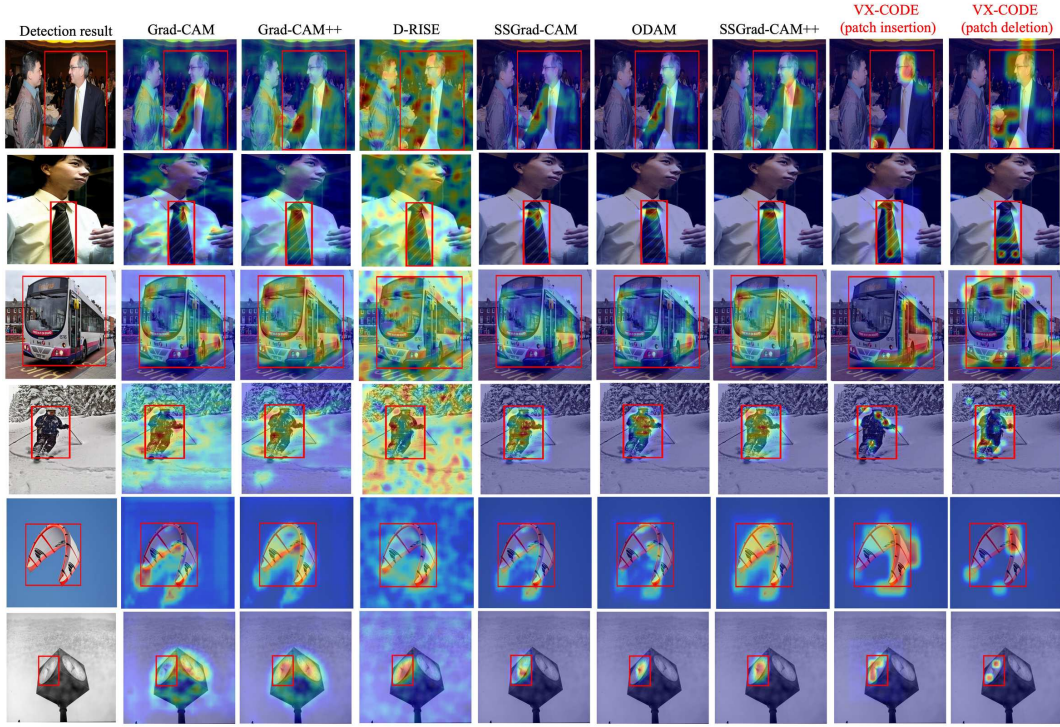 Detection result
Grad-CAM
Grad-CAM++
D-RISE
SSGrad-CAM
ODAM
SSGrad-CAM++
VX-CODE
(patch insertion)
VX-CODE
(patch deletion)